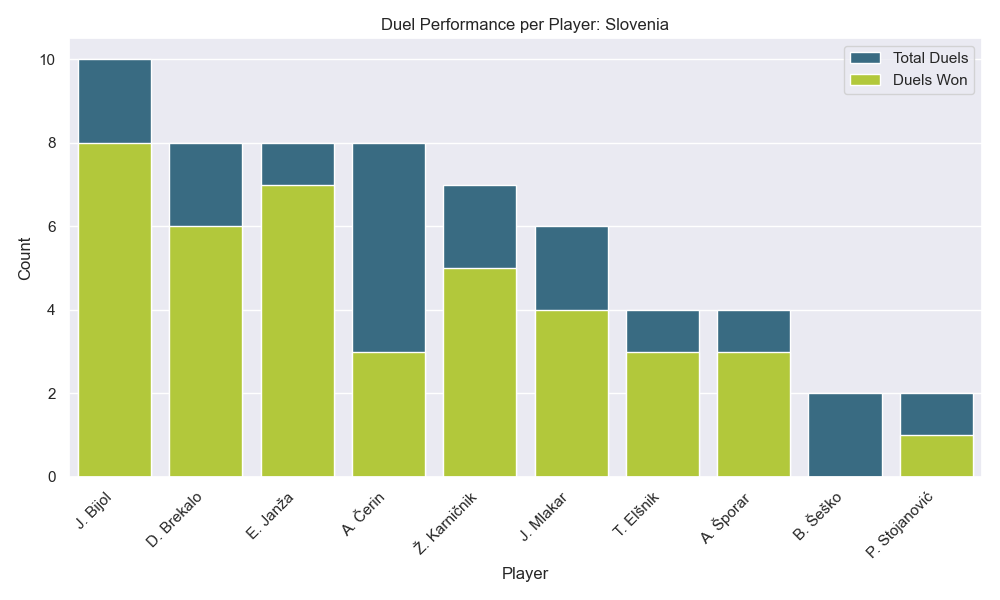 Duel Performance per Player: Slovenia
Total Duels
Duels Won
Count
10
8
6
4
2
0
J. Bijol
D. Brekalo
E. Janža
A. Čerin
Ž. Karničnik
J. Mlakar
T. Elšnik
A. Šporar
B. Šeško
P. Stojanović
Player